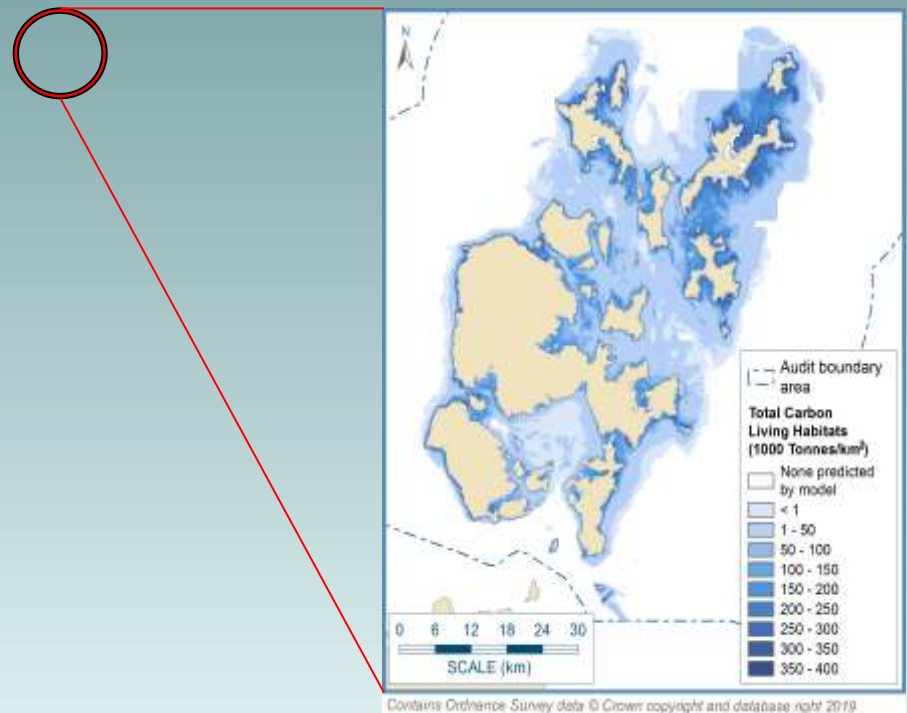 N
Audit boundary
area
Total Carbon
Living Habitats
(1000 Tonnes/km²)
None predicted
by model
< 1
1 - 50
50 - 100
100 - 150
150 - 200
200 - 250
250 - 300
300 - 350
350 - 400
0 6 12 18 24 30
SCALE (km)
Contains Ordnance Survey data © Crown copyright and database right 2019